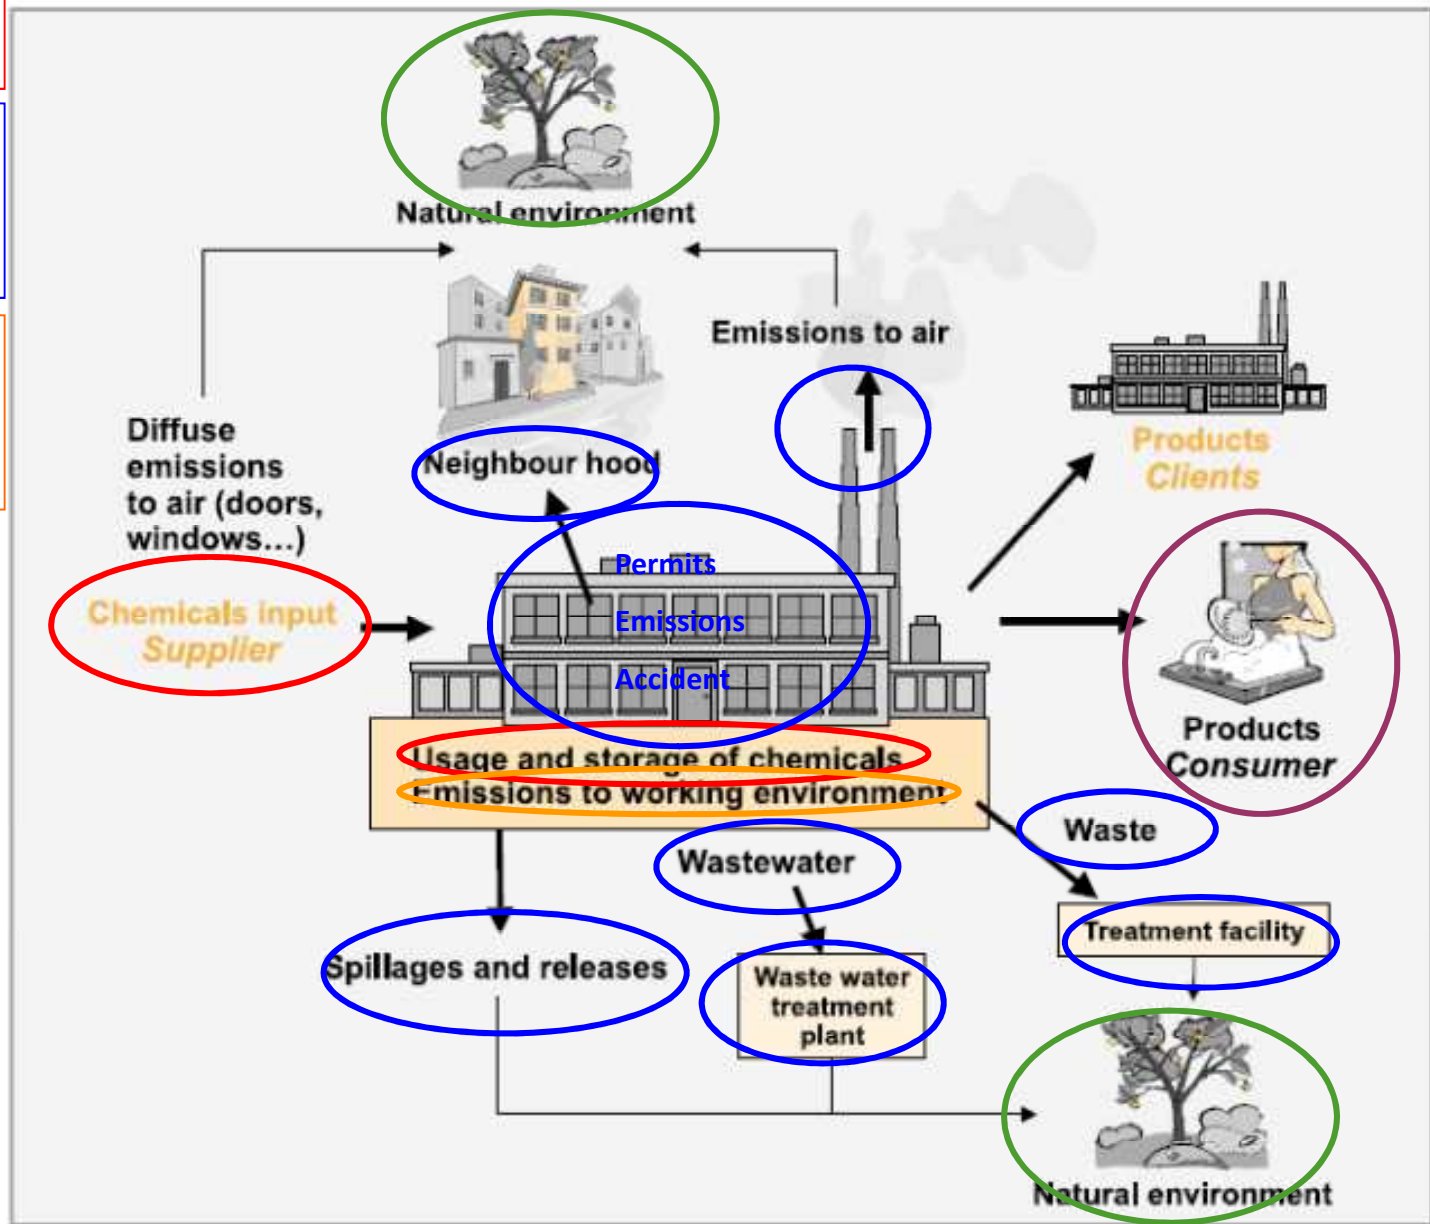 Natural environment
Emissions to air
Diffuse
emissions
to air (doors,
windows...)
Neighbour hood
Products
Clients
Permits
Emissions
Accident
Chemicals input
Supplier
Products
Consumer
Usage and storage of chemicals
Emissions to working environment
Waste
Wastewater
Treatment facility
Spillages and releases
Waste water
treatment
plant
Natural environment